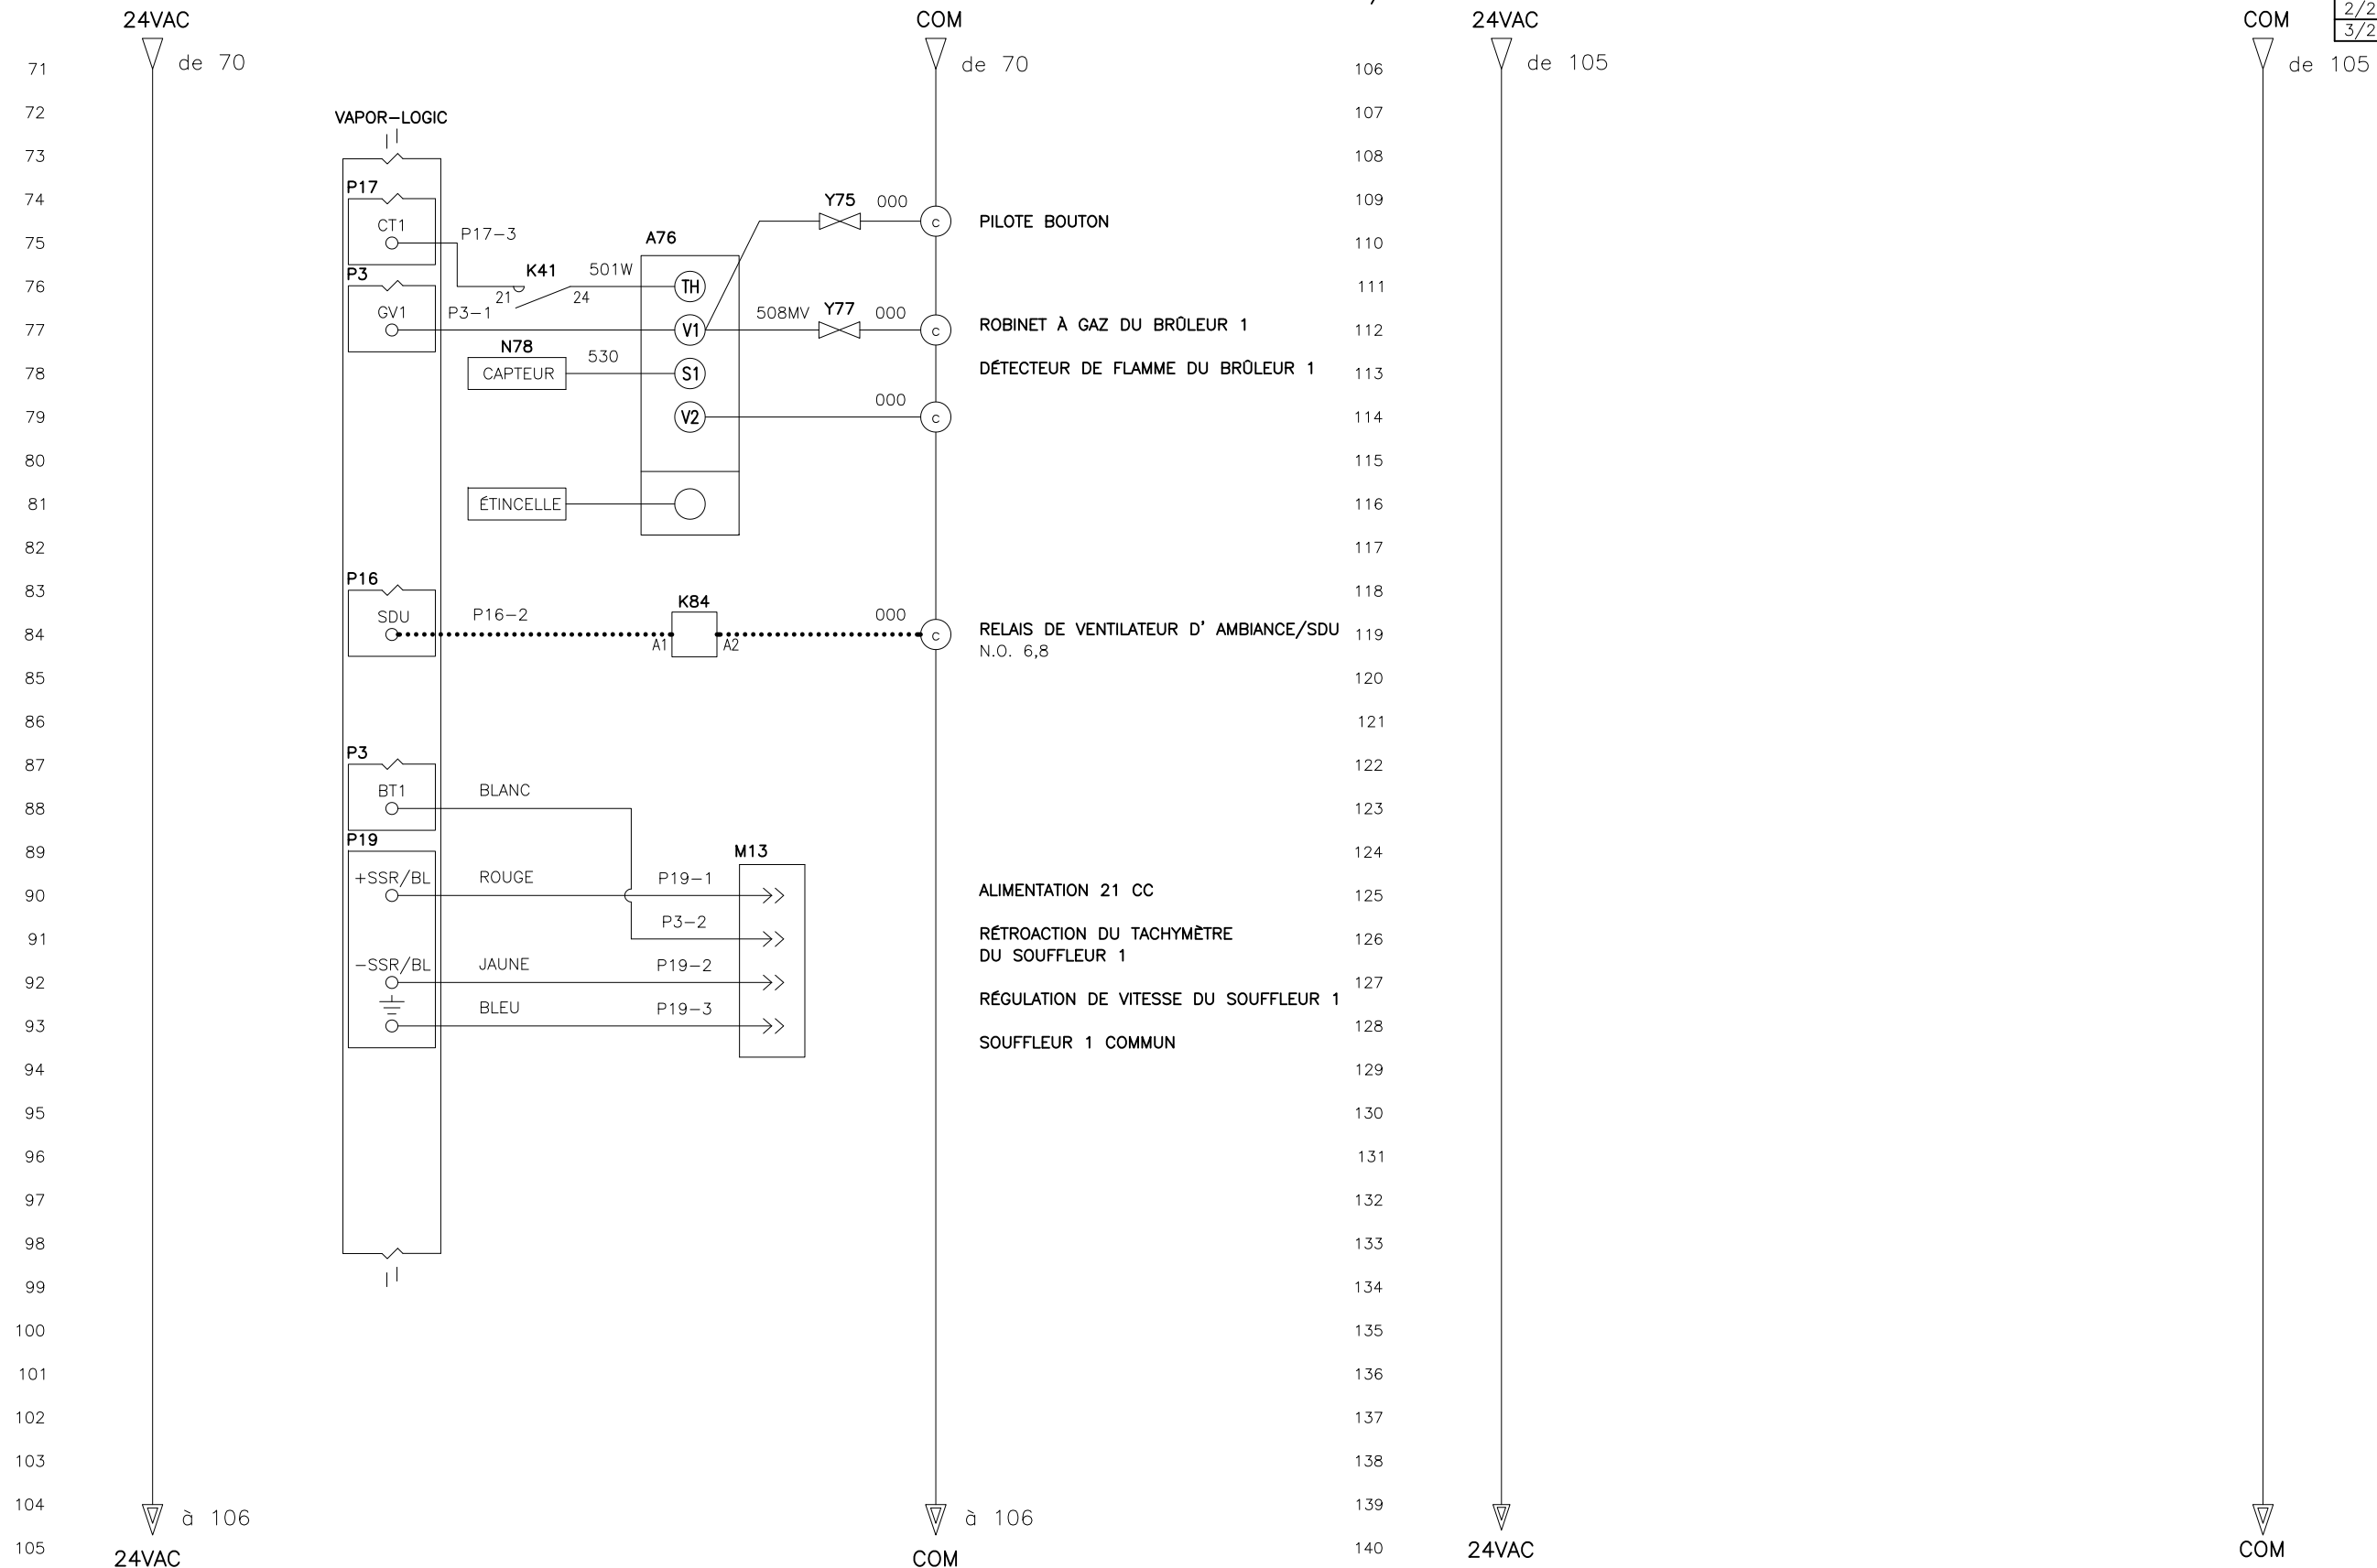 24VAC
COM
24VAC
COM
2/2
3/2
de 70
de 70
de 105
de 105
71
106
72
107
VAPOR-LOGIC
73
108
P17
74
Y75
000
109
CT1
P17-3
PILOTE BOUTON
75
A76
110
P3
K41
501W
76
21
24
TH
111
GV1
P3-1
508MV
Y77
000
77
V1
ROBINET À GAZ DU BRÛLEUR 1
112
N78
530
78
CAPTEUR
S1
DÉTECTEUR DE FLAMME DU BRÛLEUR 1
113
000
79
V2
114
80
115
81
ÉTINCELLE
116
82
117
P16
83
K84
118
SDU
P16-2
000
84
A1
A2
RELAIS DE VENTILATEUR D' AMBIANCE/SDU
119
N.O. 6,8
85
120
86
121
P3
87
122
BT1
BLANC
88
123
P19
89
M13
124
+SSR/BL
ROUGE
P19-1
90
ALIMENTATION 21 CC
125
P3-2
91
RÉTROACTION DU TACHYMÈTRE
DU SOUFFLEUR 1
126
-SSR/BL
JAUNE
P19-2
92
127
RÉGULATION DE VITESSE DU SOUFFLEUR 1
BLEU
P19-3
93
128
SOUFFLEUR 1 COMMUN
94
129
95
130
96
131
97
132
98
133
99
134
100
135
101
136
102
137
103
138
104
139
à 106
à 106
105
140
24VAC
COM
24VAC
COM
c
c
c
c